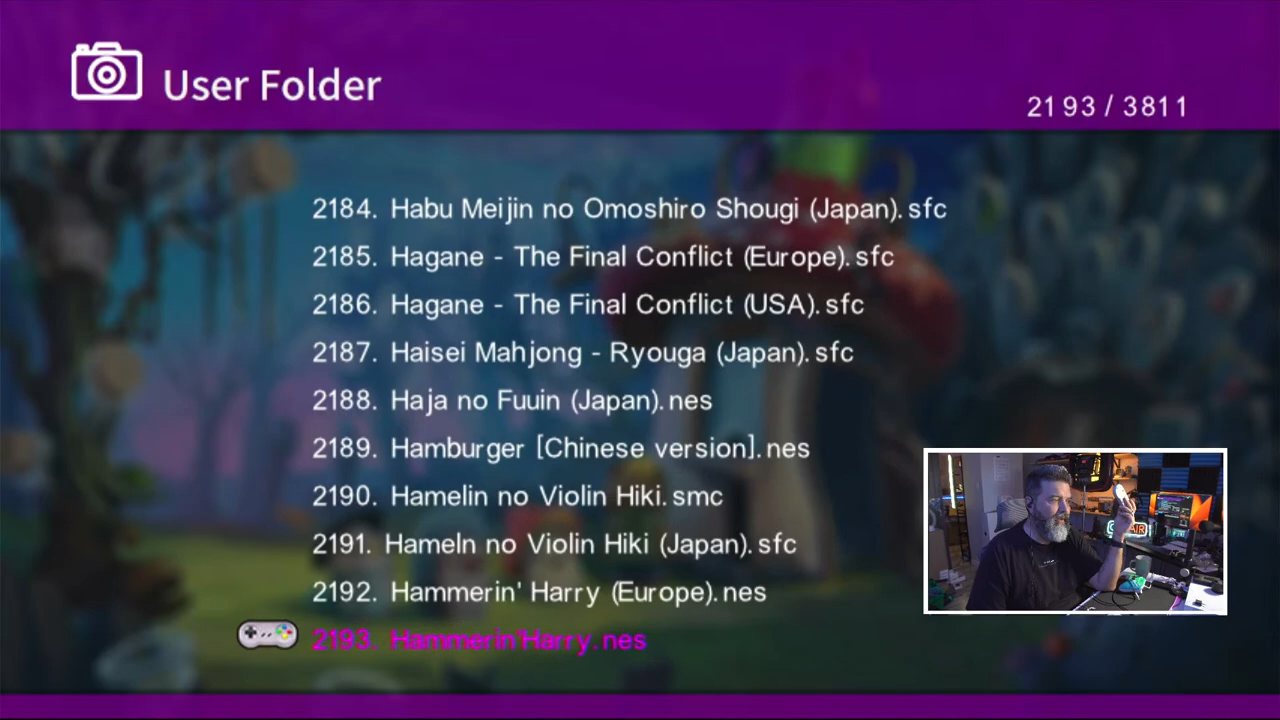 User Folder
2193 / 3811
2184. Habu Meijin no Omoshiro Shougi (Japan).sfc
2185. Hagane - The Final Conflict (Europe).sfc
2186. Hagane - The Final Conflict (USA).sfc
2187. Haisei Mahjong - Ryouga (Japan).sfc
2188. Haja no Fuuin (Japan).nes
2189. Hamburger [Chinese version].nes
2190. Hamelin no Violin Hiki.smc
2191. Hameln no Violin Hiki (Japan).sfc
2192. Hammerin' Harry (Europe).nes
2193. Hammerin'Harry.nes